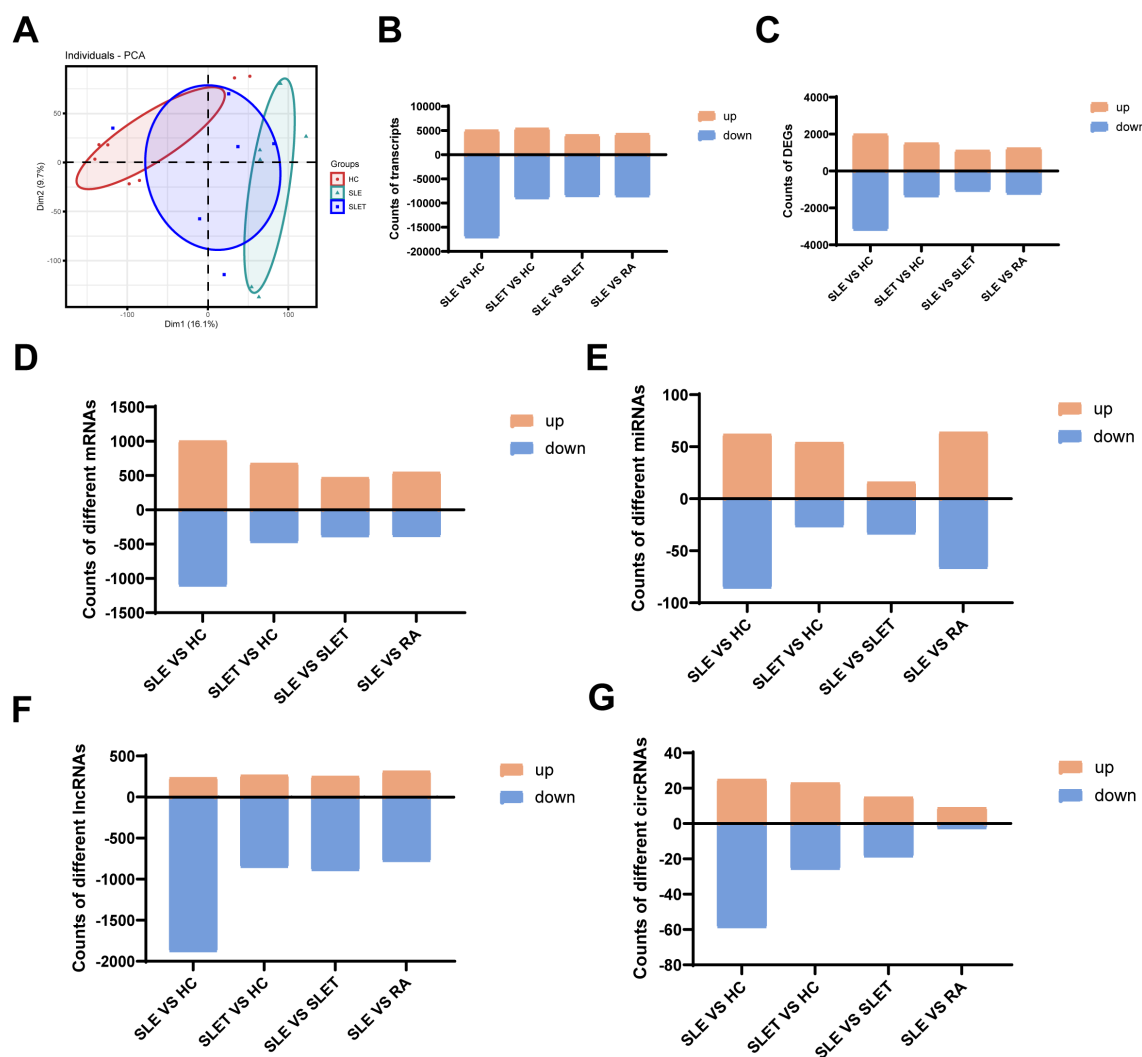 A
Individuals - PCA
50
0
-50
-100
Dim2 (9.7%)
-100
0
100
Dim1 (16.1%)
Groups
HC
SLE
SLET
B
Counts of transcripts
10000
5000
0
-5000
-10000
-15000
-20000
SLE VS HC
SLET VS HC
SLE VS SLET
SLE VS RA
up
down
C
Counts of DEGs
4000
2000
0
-2000
-4000
SLE VS HC
SLET VS HC
SLE VS SLET
SLE VS RA
up
down
D
Counts of different mRNAs
1500
1000
500
0
-500
-1000
-1500
SLE VS HC
SLET VS HC
SLE VS SLET
SLE VS RA
up
down
E
Counts of different miRNAs
100
50
0
-50
-100
SLE VS HC
SLET VS HC
SLE VS SLET
SLE VS RA
up
down
F
Counts of different lncRNAs
500
0
-500
-1000
-1500
-2000
SLE VS HC
SLET VS HC
SLE VS SLET
SLE VS RA
up
down
G
Counts of different circRNAs
40
20
0
-20
-40
-60
-80
SLE VS HC
SLET VS HC
SLE VS SLET
SLE VS RA
up
down